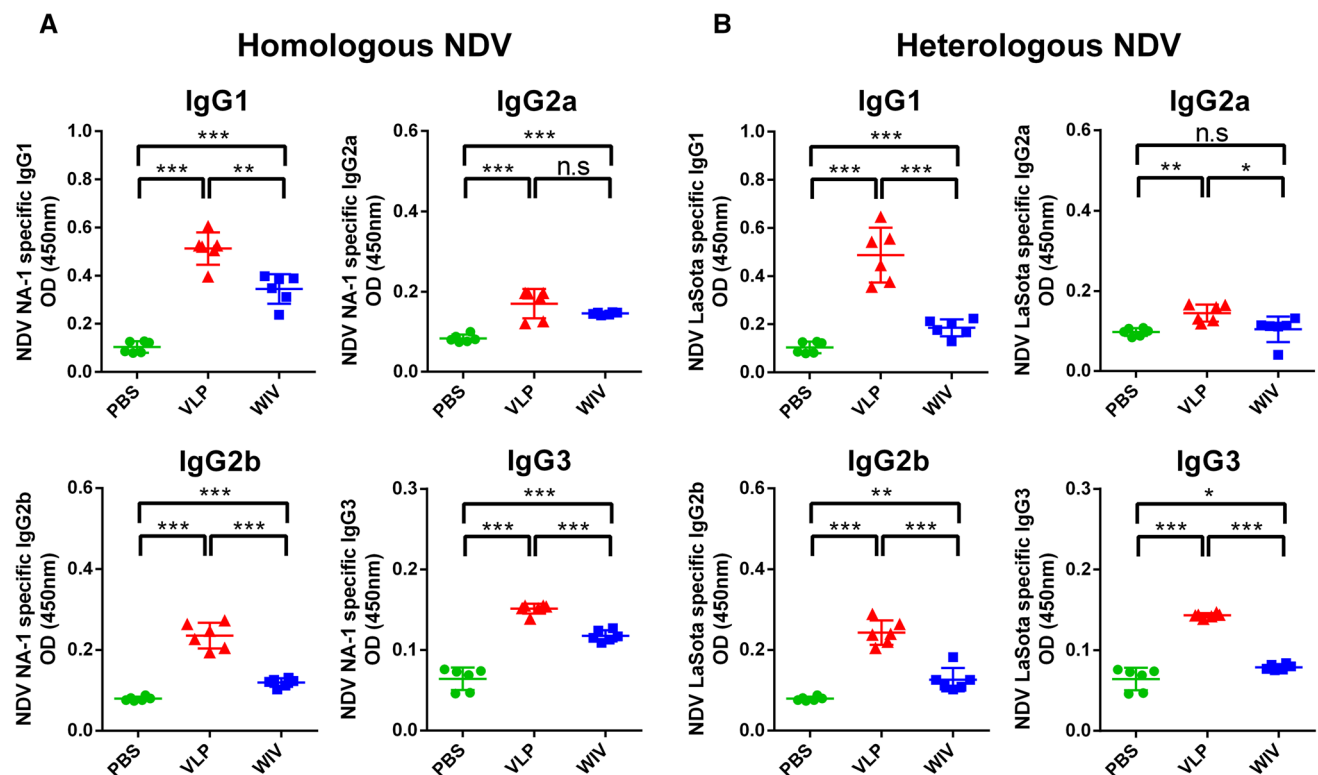 A
Homologous NDV
IgG1
NDV NA-1 specific IgG1
OD (450nm)
1.0
0.8
0.6
0.4
0.2
0.0
***
***
**
PBS
VLP
WIV
IgG2a
NDV NA-1 specific IgG2a
OD (450nm)
0.6
0.4
0.2
0.0
***
***
n.s
PBS
VLP
WIV
IgG2b
NDV NA-1 specific IgG2b
OD (450nm)
0.6
0.4
0.2
0.0
***
***
***
PBS
VLP
WIV
IgG3
NDV NA-1 specific IgG3
OD (450nm)
0.3
0.2
0.1
0.0
***
***
***
PBS
VLP
WIV
B
Heterologous NDV
IgG1
NDV LaSota specific IgG1
OD (450nm)
1.0
0.8
0.6
0.4
0.2
0.0
***
***
***
PBS
VLP
WIV
IgG2a
NDV LaSota specific IgG2a
OD (450nm)
0.6
0.4
0.2
0.0
n.s
**
*
PBS
VLP
WIV
IgG2b
NDV LaSota specific IgG2b
OD (450nm)
0.6
0.4
0.2
0.0
**
***
***
PBS
VLP
WIV
IgG3
NDV LaSota specific IgG3
OD (450nm)
0.3
0.2
0.1
0.0
*
***
***
PBS
VLP
WIV